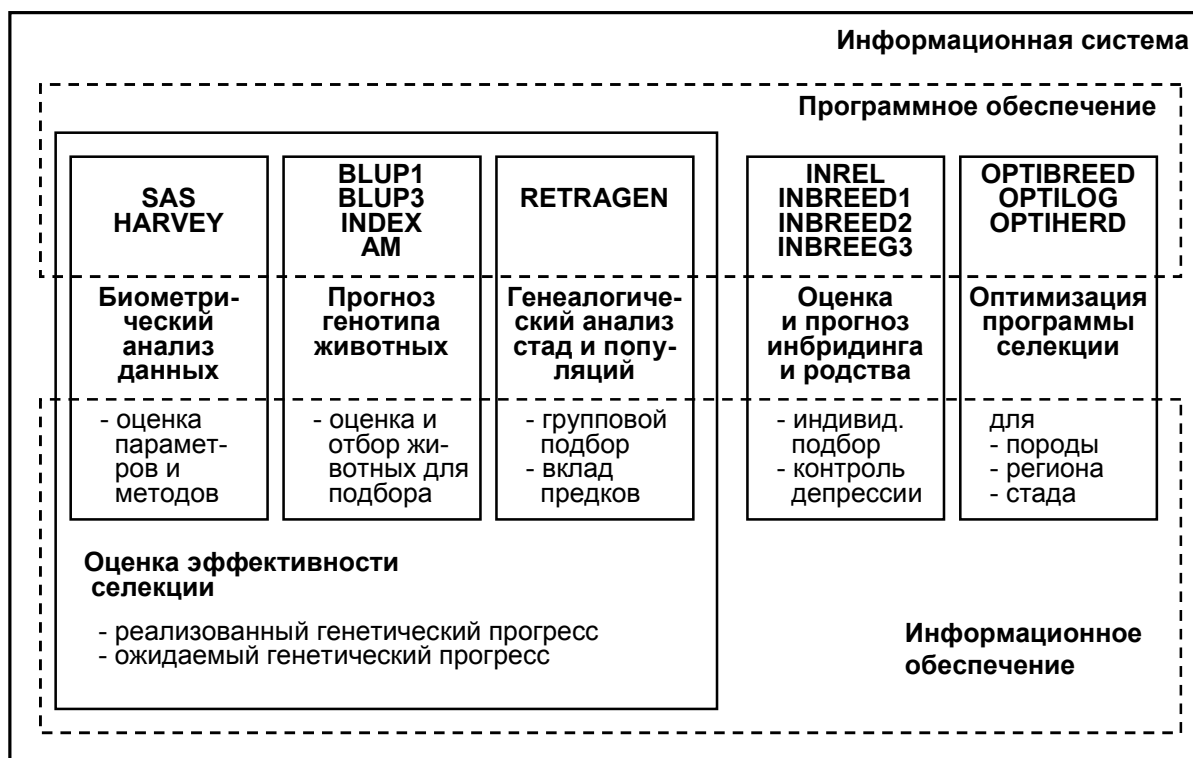 Информационная система
Программное обеспечение
SAS
HARVEY
Биометри-
ческий
анализ
данных
- оценка
парамет-
ров и
методов
BLUP1
BLUP3
INDEX
AM
Прогноз
генотипа
животных
- оценка и
отбор жи-
вотных для
подбора
RETRAGEN
Генеалогиче-
ский анализ
стад и попу-
ляций
- групповой
подбор
- вклад
предков
INREL
INBREED1
INBREED2
INBREEG3
Оценка
и прогноз
инбридинга
и родства
- индивид.
подбор
- контроль
депрессии
OPTIBREED
OPTILOG
OPTIHERD
Оптимизация
программы
селекции
для
- породы
- региона
- стада
Оценка эффективности
селекции
- реализованный генетический прогресс
- ожидаемый генетический прогресс
Информационное
обеспечение